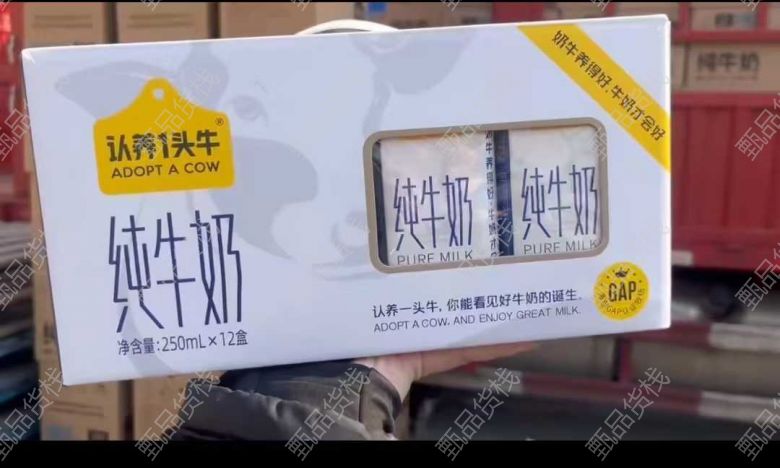 奶牛养得好,牛奶才会好
认养1头牛®
ADOPT A COW
纯牛奶
净含量:250mL×12盒
纯牛奶
PURE MILK
纯牛奶
PURE MILK
认养一头牛,你能看见好牛奶的诞生.
ADOPT A COW, AND ENJOY GREAT MILK.
GAP
纯牛奶
甄品货栈